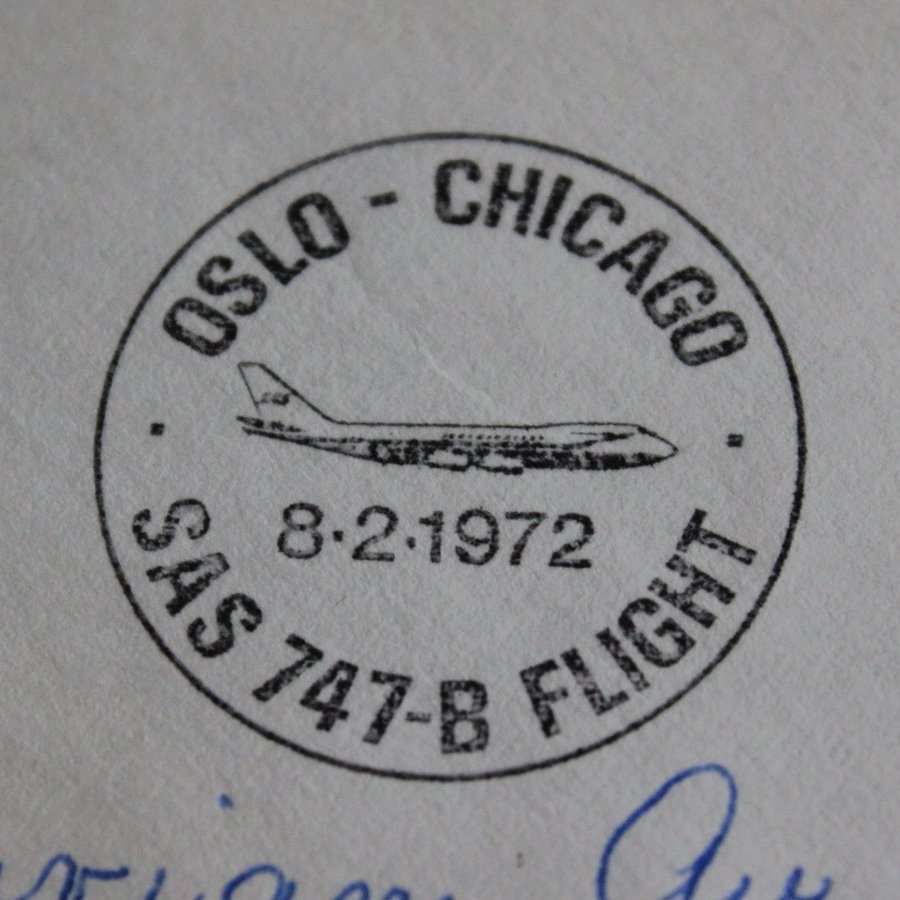 OSLO - CHICAGO
8·2·1972
SAS 747-B FLIGHT